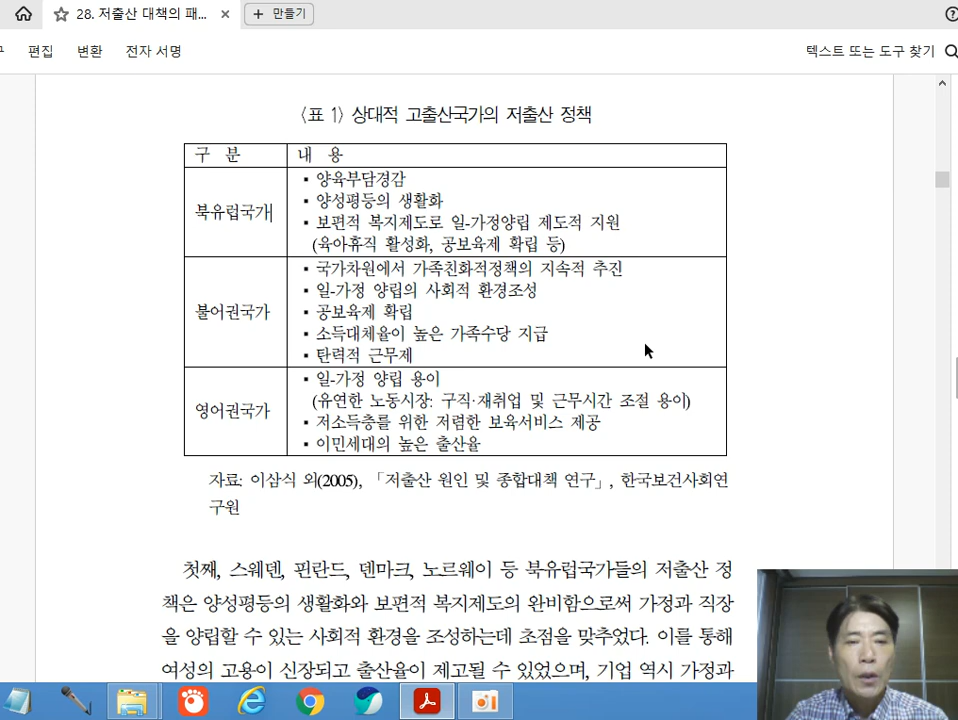 28. 저출산 대책의 패...
만들기
편집 변환 전자 서명
텍스트 또는 도구 찾기
〈표 1〉 상대적 고출산국가의 저출산 정책
구 분
내 용
북유럽국가
▪ 양육부담경감
▪ 양성평등의 생활화
▪ 보편적 복지제도로 일-가정양립 제도적 지원
(육아휴직 활성화, 공보육제 확립 등)
불어권국가
▪ 국가차원에서 가족친화적정책의 지속적 추진
▪ 일-가정 양립의 사회적 환경조성
▪ 공보육제 확립
▪ 소득대체율이 높은 가족수당 지급
▪ 탄력적 근무제
영어권국가
▪ 일-가정 양립 용이
(유연한 노동시장: 구직·재취업 및 근무시간 조절 용이)
▪ 저소득층를 위한 저렴한 보육서비스 제공
▪ 이민세대의 높은 출산율
자료: 이삼식 외(2005), 「저출산 원인 및 종합대책 연구」, 한국보건사회연
구원
첫째, 스웨덴, 핀란드, 덴마크, 노르웨이 등 북유럽국가들의 저출산 정
책은 양성평등의 생활화와 보편적 복지제도의 완비함으로써 가정과 직장
을 양립할 수 있는 사회적 환경을 조성하는데 초점을 맞추었다. 이를 통해
여성의 고용이 신장되고 출산율이 제고될 수 있었으며, 기업 역시 가정과